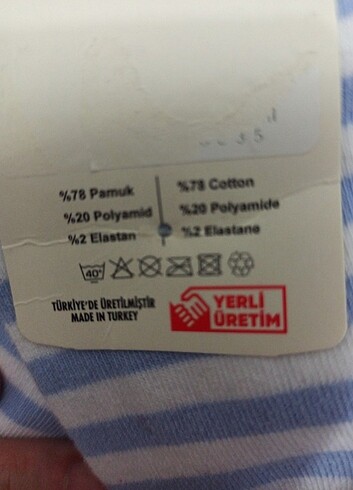 %78 Pamuk %78 Cotton
%20 Polyamid %20 Polyamide
%2 Elastan %2 Elastane
40°
TÜRKİYE'DE ÜRETİLMİŞTİR
MADE IN TURKEY
YERLİ
ÜRETİM